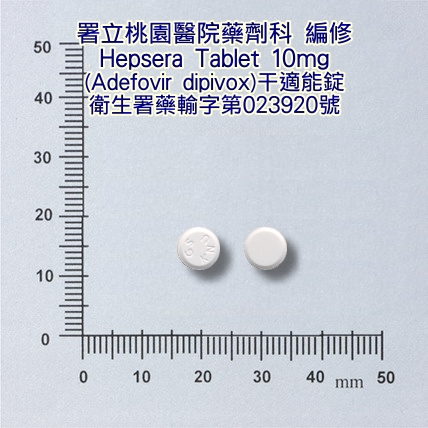 署立桃園醫院藥劑科 編修
Hepsera Tablet 10mg
(Adefovir dipivox)干適能錠
衛生署藥輸字第023920號
50
40
30
20
10
0
0 10 20 30 40 mm 50